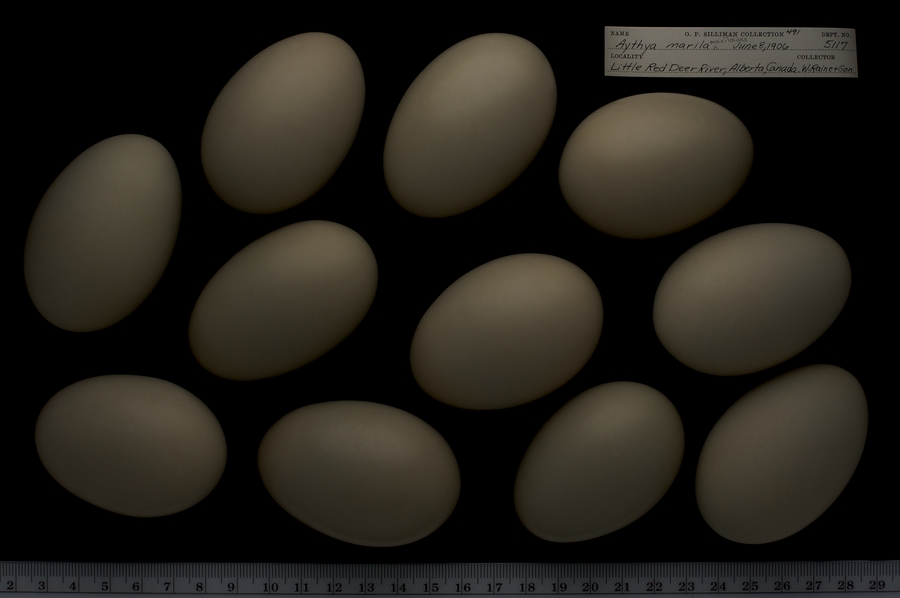 NAME O. P. SILLIMAN COLLECTION 491 DEPT. NO.
Aythya marila June 8, 1906 5117
LOCALITY COLLECTOR
Little Red Deer River, Alberta, Canada. W. Raine & Son
2 3 4 5 6 7 8 9 10 11 12 13 14 15 16 17 18 19 20 21 22 23 24 25 26 27 28 29